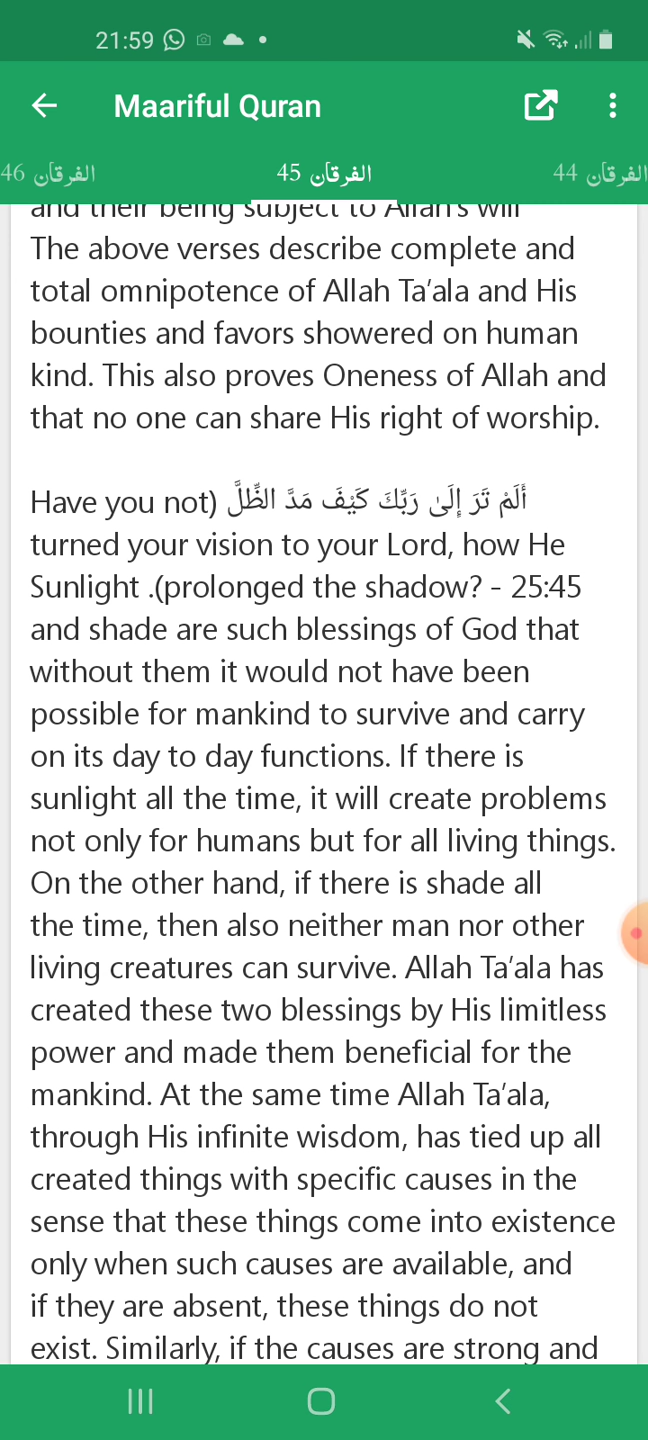 21:59
Maariful Quran
46 الفرقان
45 الفرقان
44 الفرقان
and their being subject to Allah's will
The above verses describe complete and
total omnipotence of Allah Ta'ala and His
bounties and favors showered on human
kind. This also proves Oneness of Allah and
that no one can share His right of worship.
Have you not) أَلَمْ تَرَ إِلَىٰ رَبِّكَ كَيْفَ مَدَّ الظِّلَّ
turned your vision to your Lord, how He
Sunlight .(prolonged the shadow? - 25:45
and shade are such blessings of God that
without them it would not have been
possible for mankind to survive and carry
on its day to day functions. If there is
sunlight all the time, it will create problems
not only for humans but for all living things.
On the other hand, if there is shade all
the time, then also neither man nor other
living creatures can survive. Allah Ta'ala has
created these two blessings by His limitless
power and made them beneficial for the
mankind. At the same time Allah Ta'ala,
through His infinite wisdom, has tied up all
created things with specific causes in the
sense that these things come into existence
only when such causes are available, and
if they are absent, these things do not
exist. Similarly, if the causes are strong and